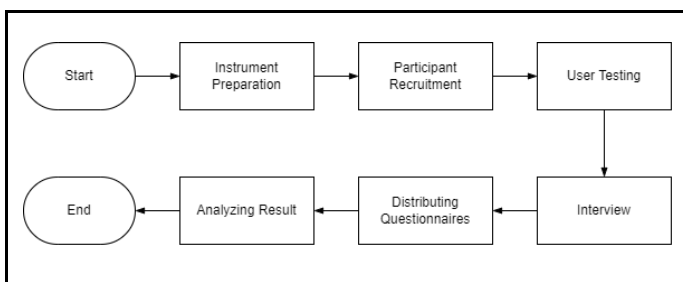 Start
Instrument
Preparation
Participant
Recruitment
User Testing
Interview
Distributing
Questionnaires
Analyzing Result
End